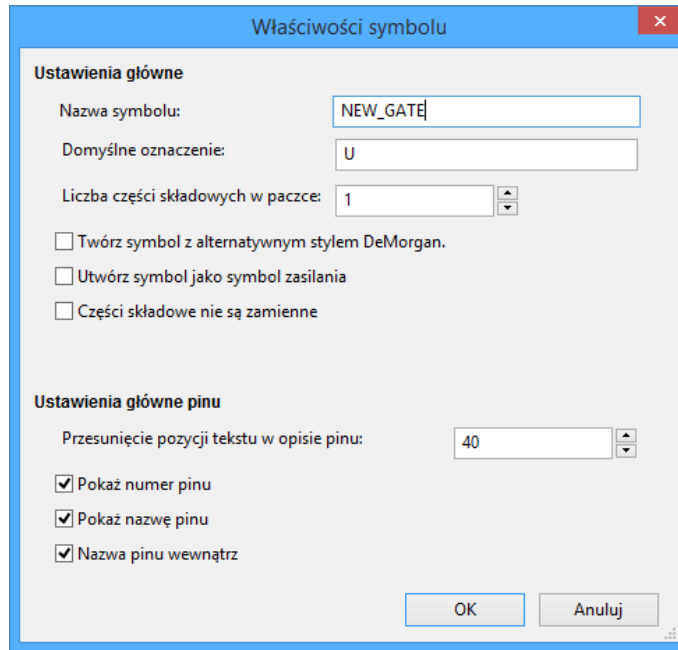 Właściwości symbolu
Ustawienia główne
Nazwa symbolu: NEW_GATE
Domyślne oznaczenie: U
Liczba części składowych w paczce: 1
Twórz symbol z alternatywnym stylem DeMorgan.
Utwórz symbol jako symbol zasilania
Części składowe nie są zamienne
Ustawienia główne pinu
Przesunięcie pozycji tekstu w opisie pinu: 40
Pokaż numer pinu
Pokaż nazwę pinu
Nazwa pinu wewnątrz
OK Anuluj